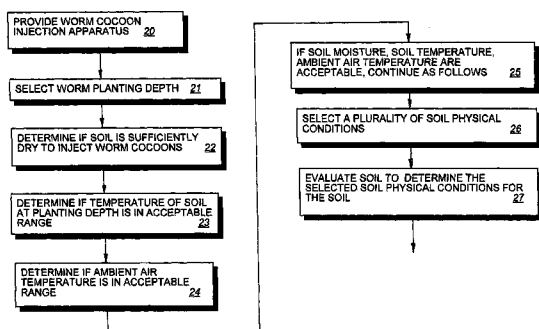 PROVIDE WORM COCOON
INJECTION APPARATUS 20
SELECT WORM PLANTING DEPTH 21
DETERMINE IF SOIL IS SUFFICIENTLY
DRY TO INJECT WORM COCOONS
22
DETERMINE IF TEMPERATURE OF SOIL
AT PLANTING DEPTH IS IN ACCEPTABLE
RANGE 23
DETERMINE IF AMBIENT AIR
TEMPERATURE IS IN ACCEPTABLE
RANGE 24
IF SOIL MOISTURE, SOIL TEMPERATURE,
AMBIENT AIR TEMPERATURE ARE
ACCEPTABLE, CONTINUE AS FOLLOWS 25
SELECT A PLURALITY OF SOIL PHYSICAL
CONDITIONS 26
EVALUATE SOIL TO DETERMINE THE
SELECTED SOIL PHYSICAL CONDITIONS FOR
THE SOIL 27